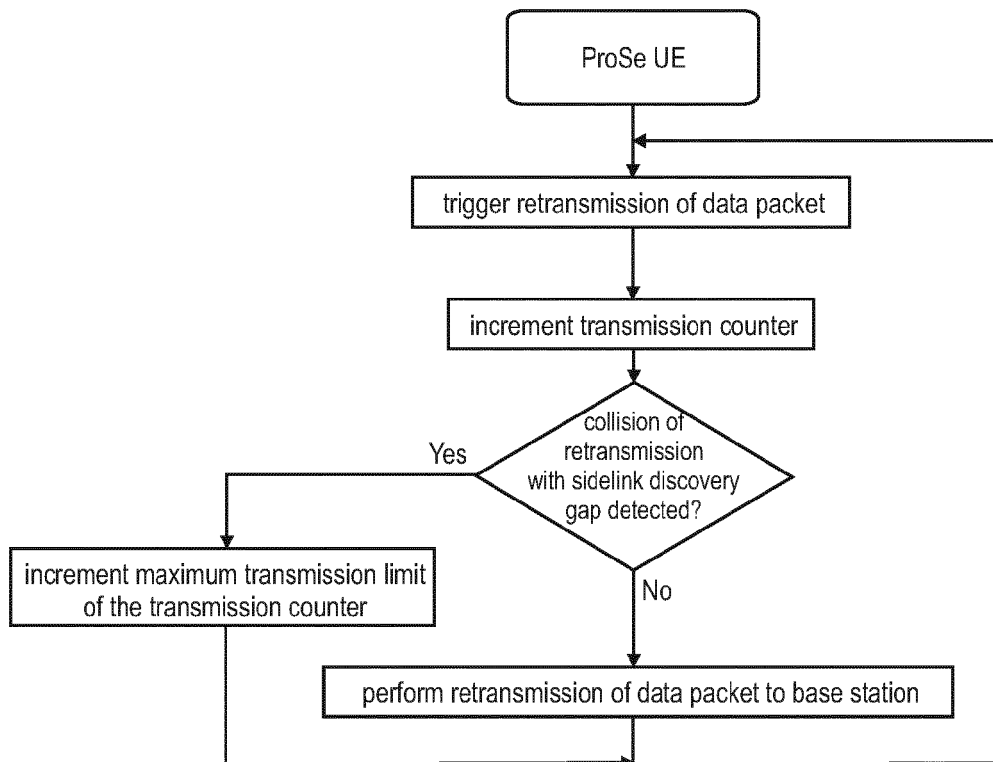 ProSe UE
trigger retransmission of data packet
increment transmission counter
collision of
retransmission
with sidelink discovery
gap detected?
Yes
increment maximum transmission limit
of the transmission counter
No
perform retransmission of data packet to base station